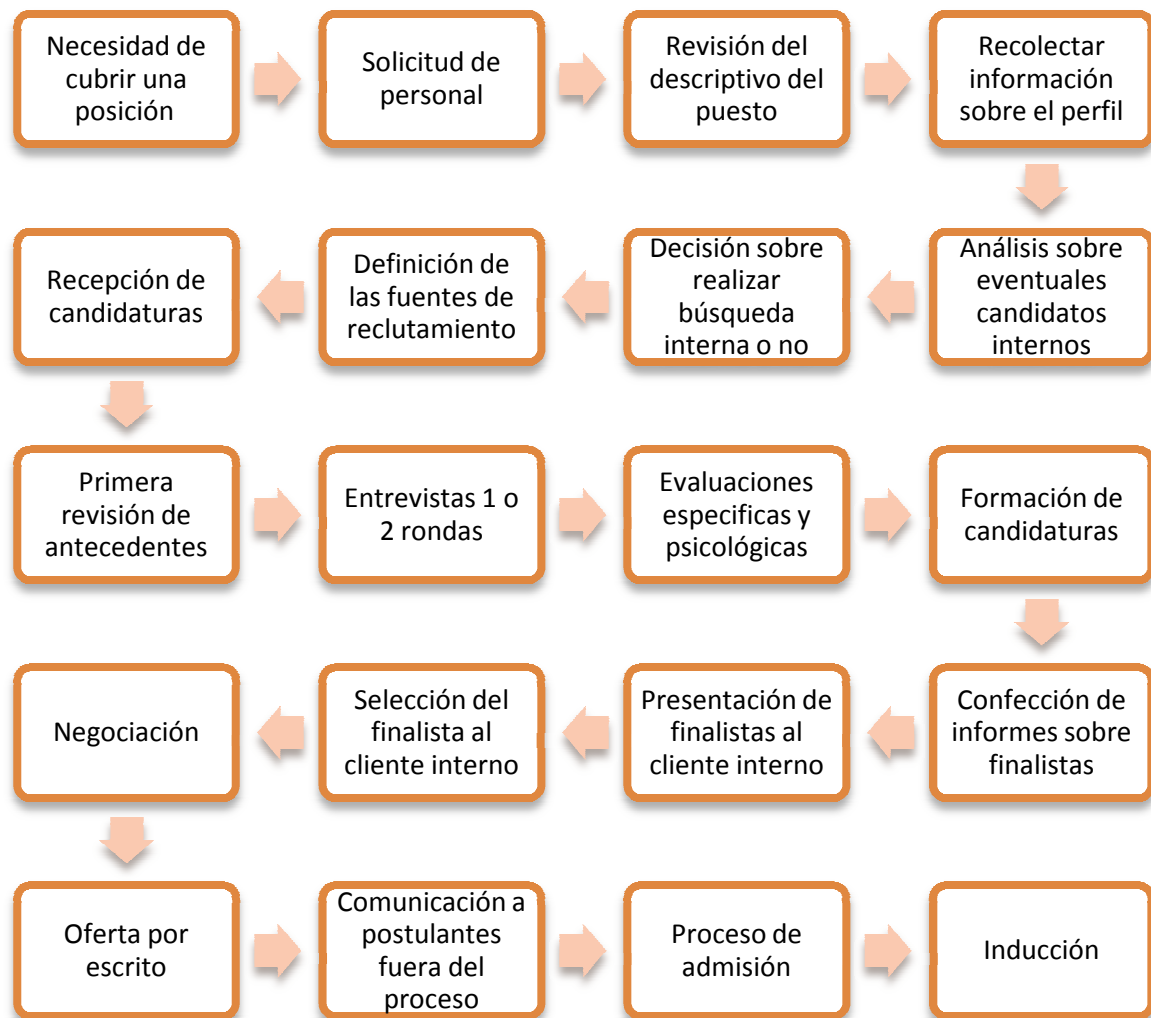 Necesidad de
cubrir una
posición
Solicitud de
personal
Revisión del
descriptivo del
puesto
Recolectar
información
sobre el perfil
Análisis sobre
eventuales
candidatos
internos
Decisión sobre
realizar
búsqueda
interna o no
Definición de
las fuentes de
reclutamiento
Recepción de
candidaturas
Primera
revisión de
antecedentes
Entrevistas 1 o
2 rondas
Evaluaciones
especificas y
psicológicas
Formación de
candidaturas
Confección de
informes sobre
finalistas
Presentación de
finalistas al
cliente interno
Selección del
finalista al
cliente interno
Negociación
Oferta por
escrito
Comunicación a
postulantes
fuera del
proceso
Proceso de
admisión
Inducción